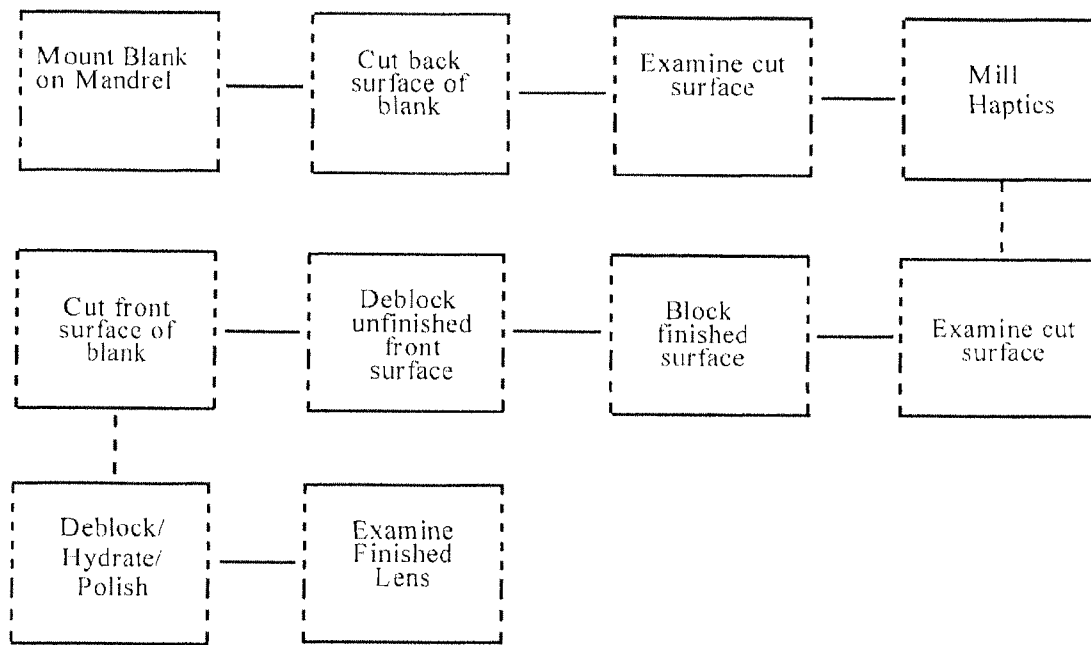 Mount Blank
on Mandrel
Cut back
surface of
blank
Examine cut
surface
Mill
Haptics
Cut front
surface of
blank
Deblock
unfinished
front
surface
Block
finished
surface
Examine cut
surface
Deblock/
Hydrate/
Polish
Examine
Finished
Lens